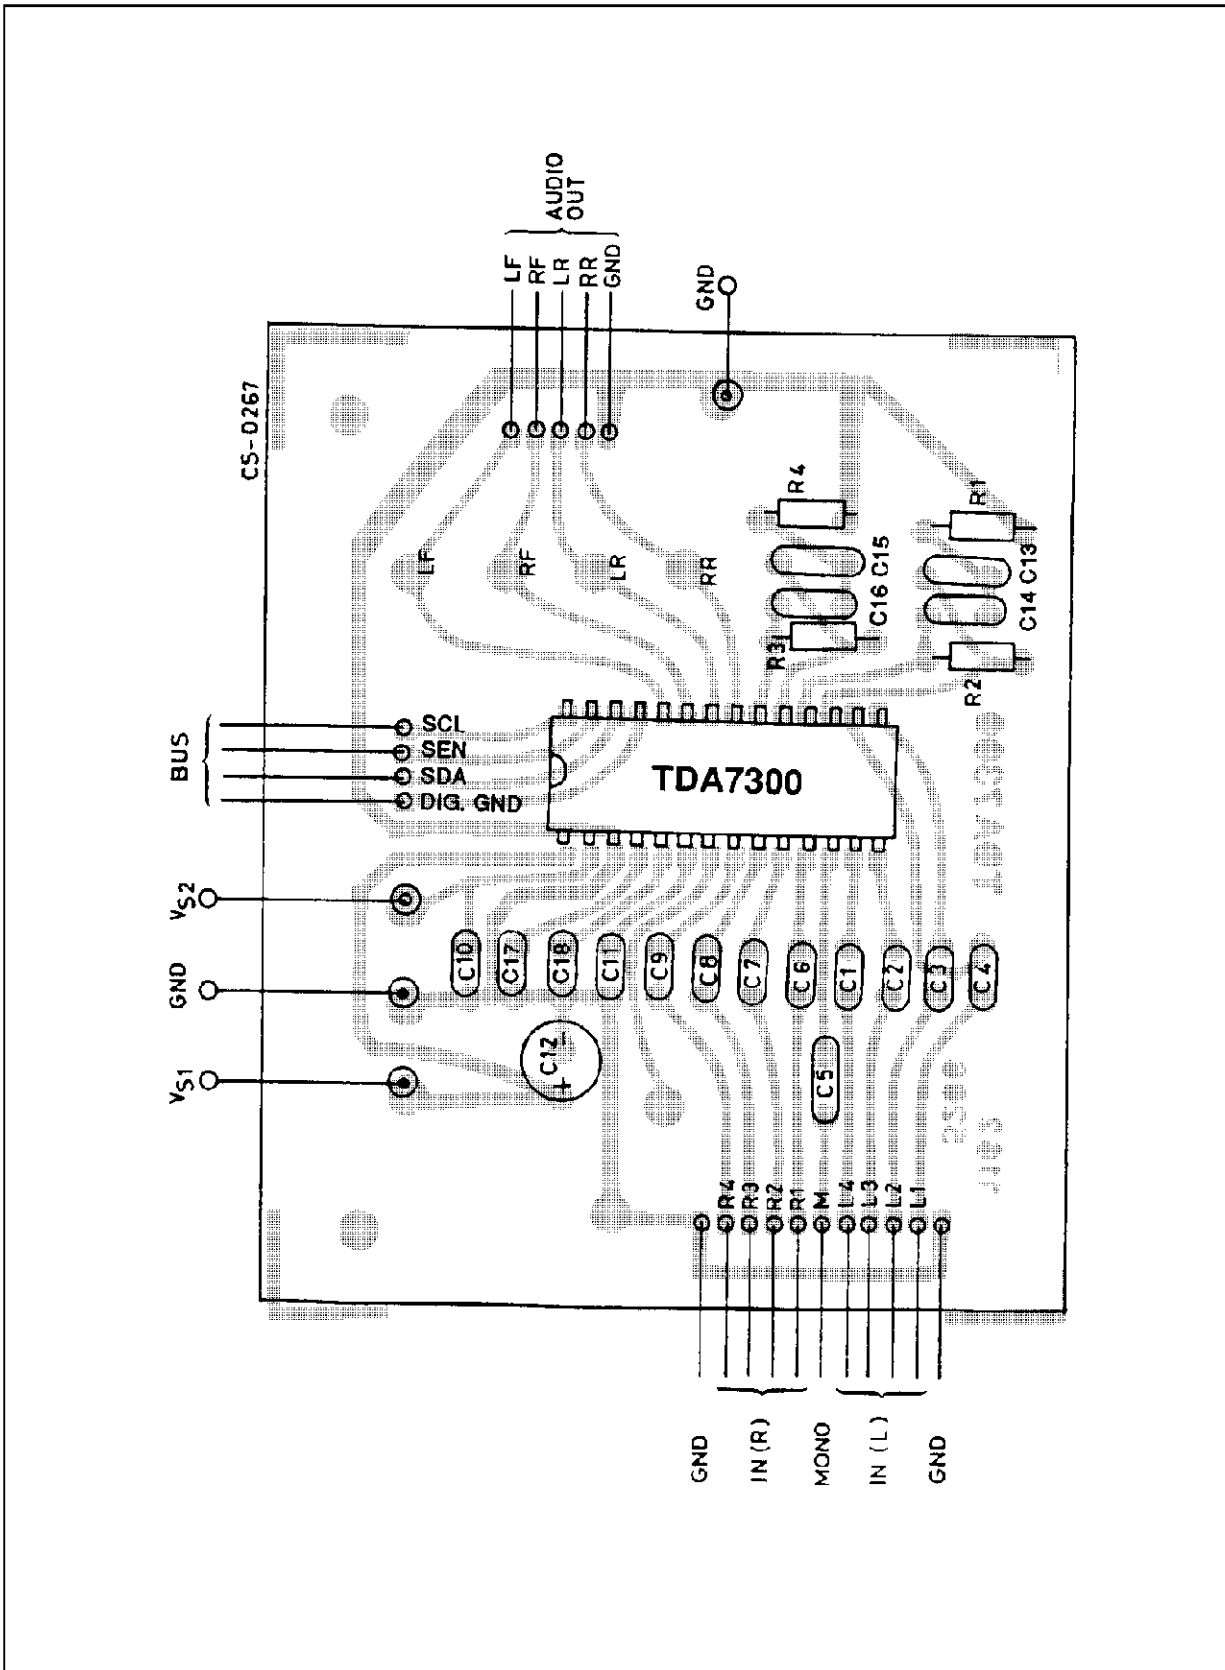 CS-0267
AUDIO
OUT
LF
RF
LR
RR
GND
GND
LF
RF
LR
RR
R4
C15
C16
R3
R1
C13
C14
R2
BUS
SCL
SEN
SDA
DIG. GND
TDA7300
VS2
GND
VS1
C10
C17
C18
C11
C9
C8
C7
C6
C1
C2
C3
C4
C12
+
-
C5
R4
R3
R2
R1
M
L4
L3
L2
L1
GND
IN (R)
MONO
IN (L)
GND